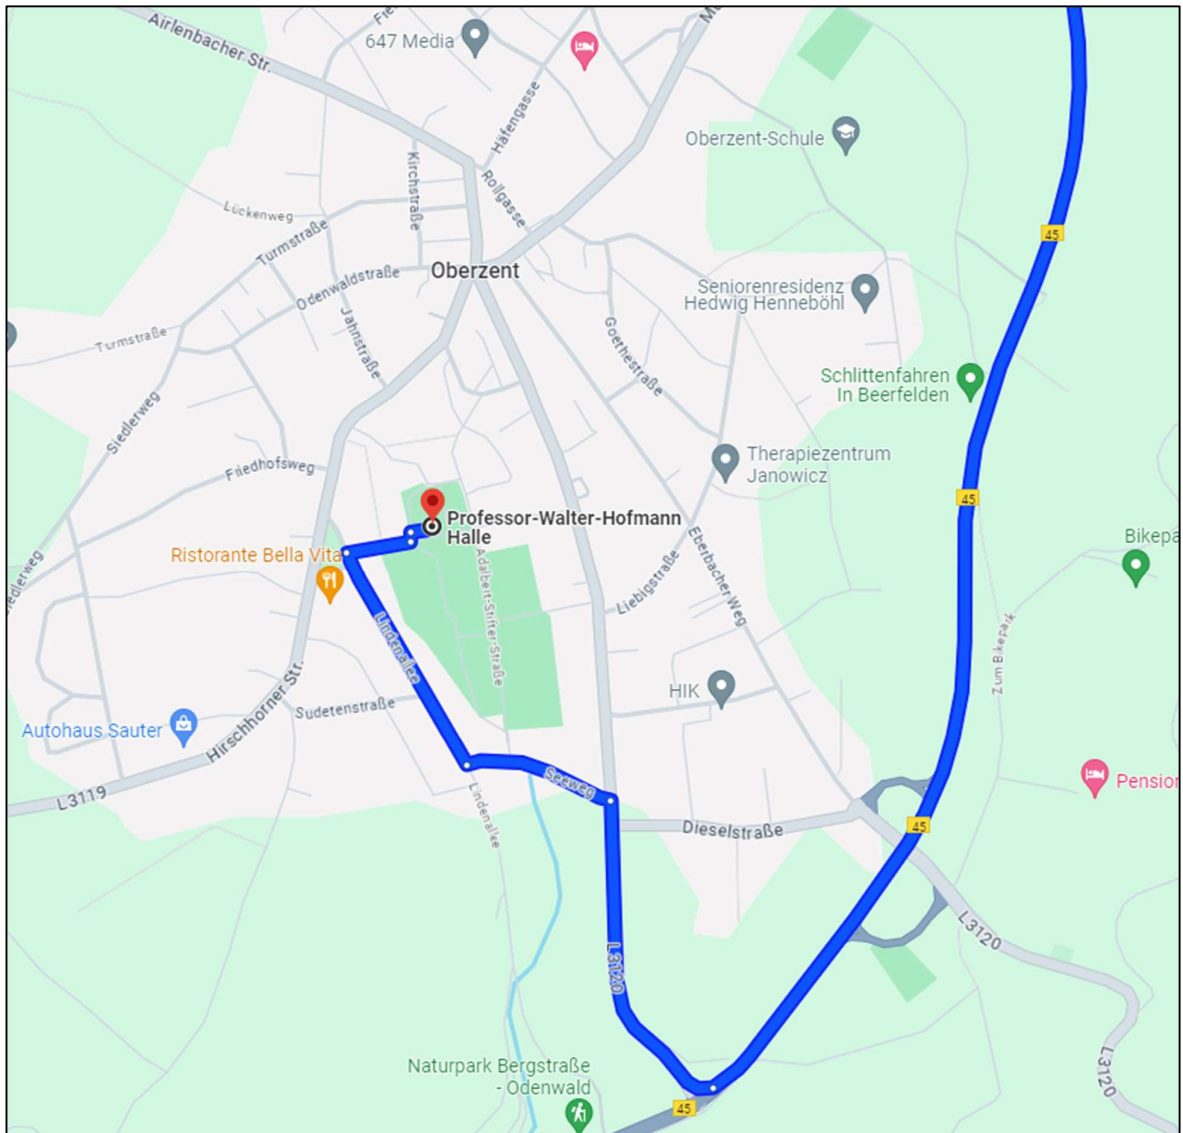 Airlenbacher Str.
647 Media
Häfengasse
Oberzent-Schule
Kirchstraße
Rollgasse
Lückenweg
Turmstraße
45
Oberzent
Odenwaldstraße
Seniorenresidenz
Hedwig Henneböhl
Turmstraße
Jahnstraße
Goethestraße
Schlittenfahren
In Beerfelden
Siedlerweg
Friedhofsweg
Therapiezentrum
Janowicz
45
Professor-Walter-Hofmann
Halle
Ristorante Bella Vita
Adalbert-Stifter-Straße
Eberbacher Weg
Liebigstraße
Lindenallee
Zum Bikepark
HIK
Sudetenstraße
Hirschhorner Str.
Autohaus Sauter
L3119
Seeweg
Lindenallee
Dieselstraße
45
L3120
L3120
L3120
Naturpark Bergstraße
- Odenwald
45